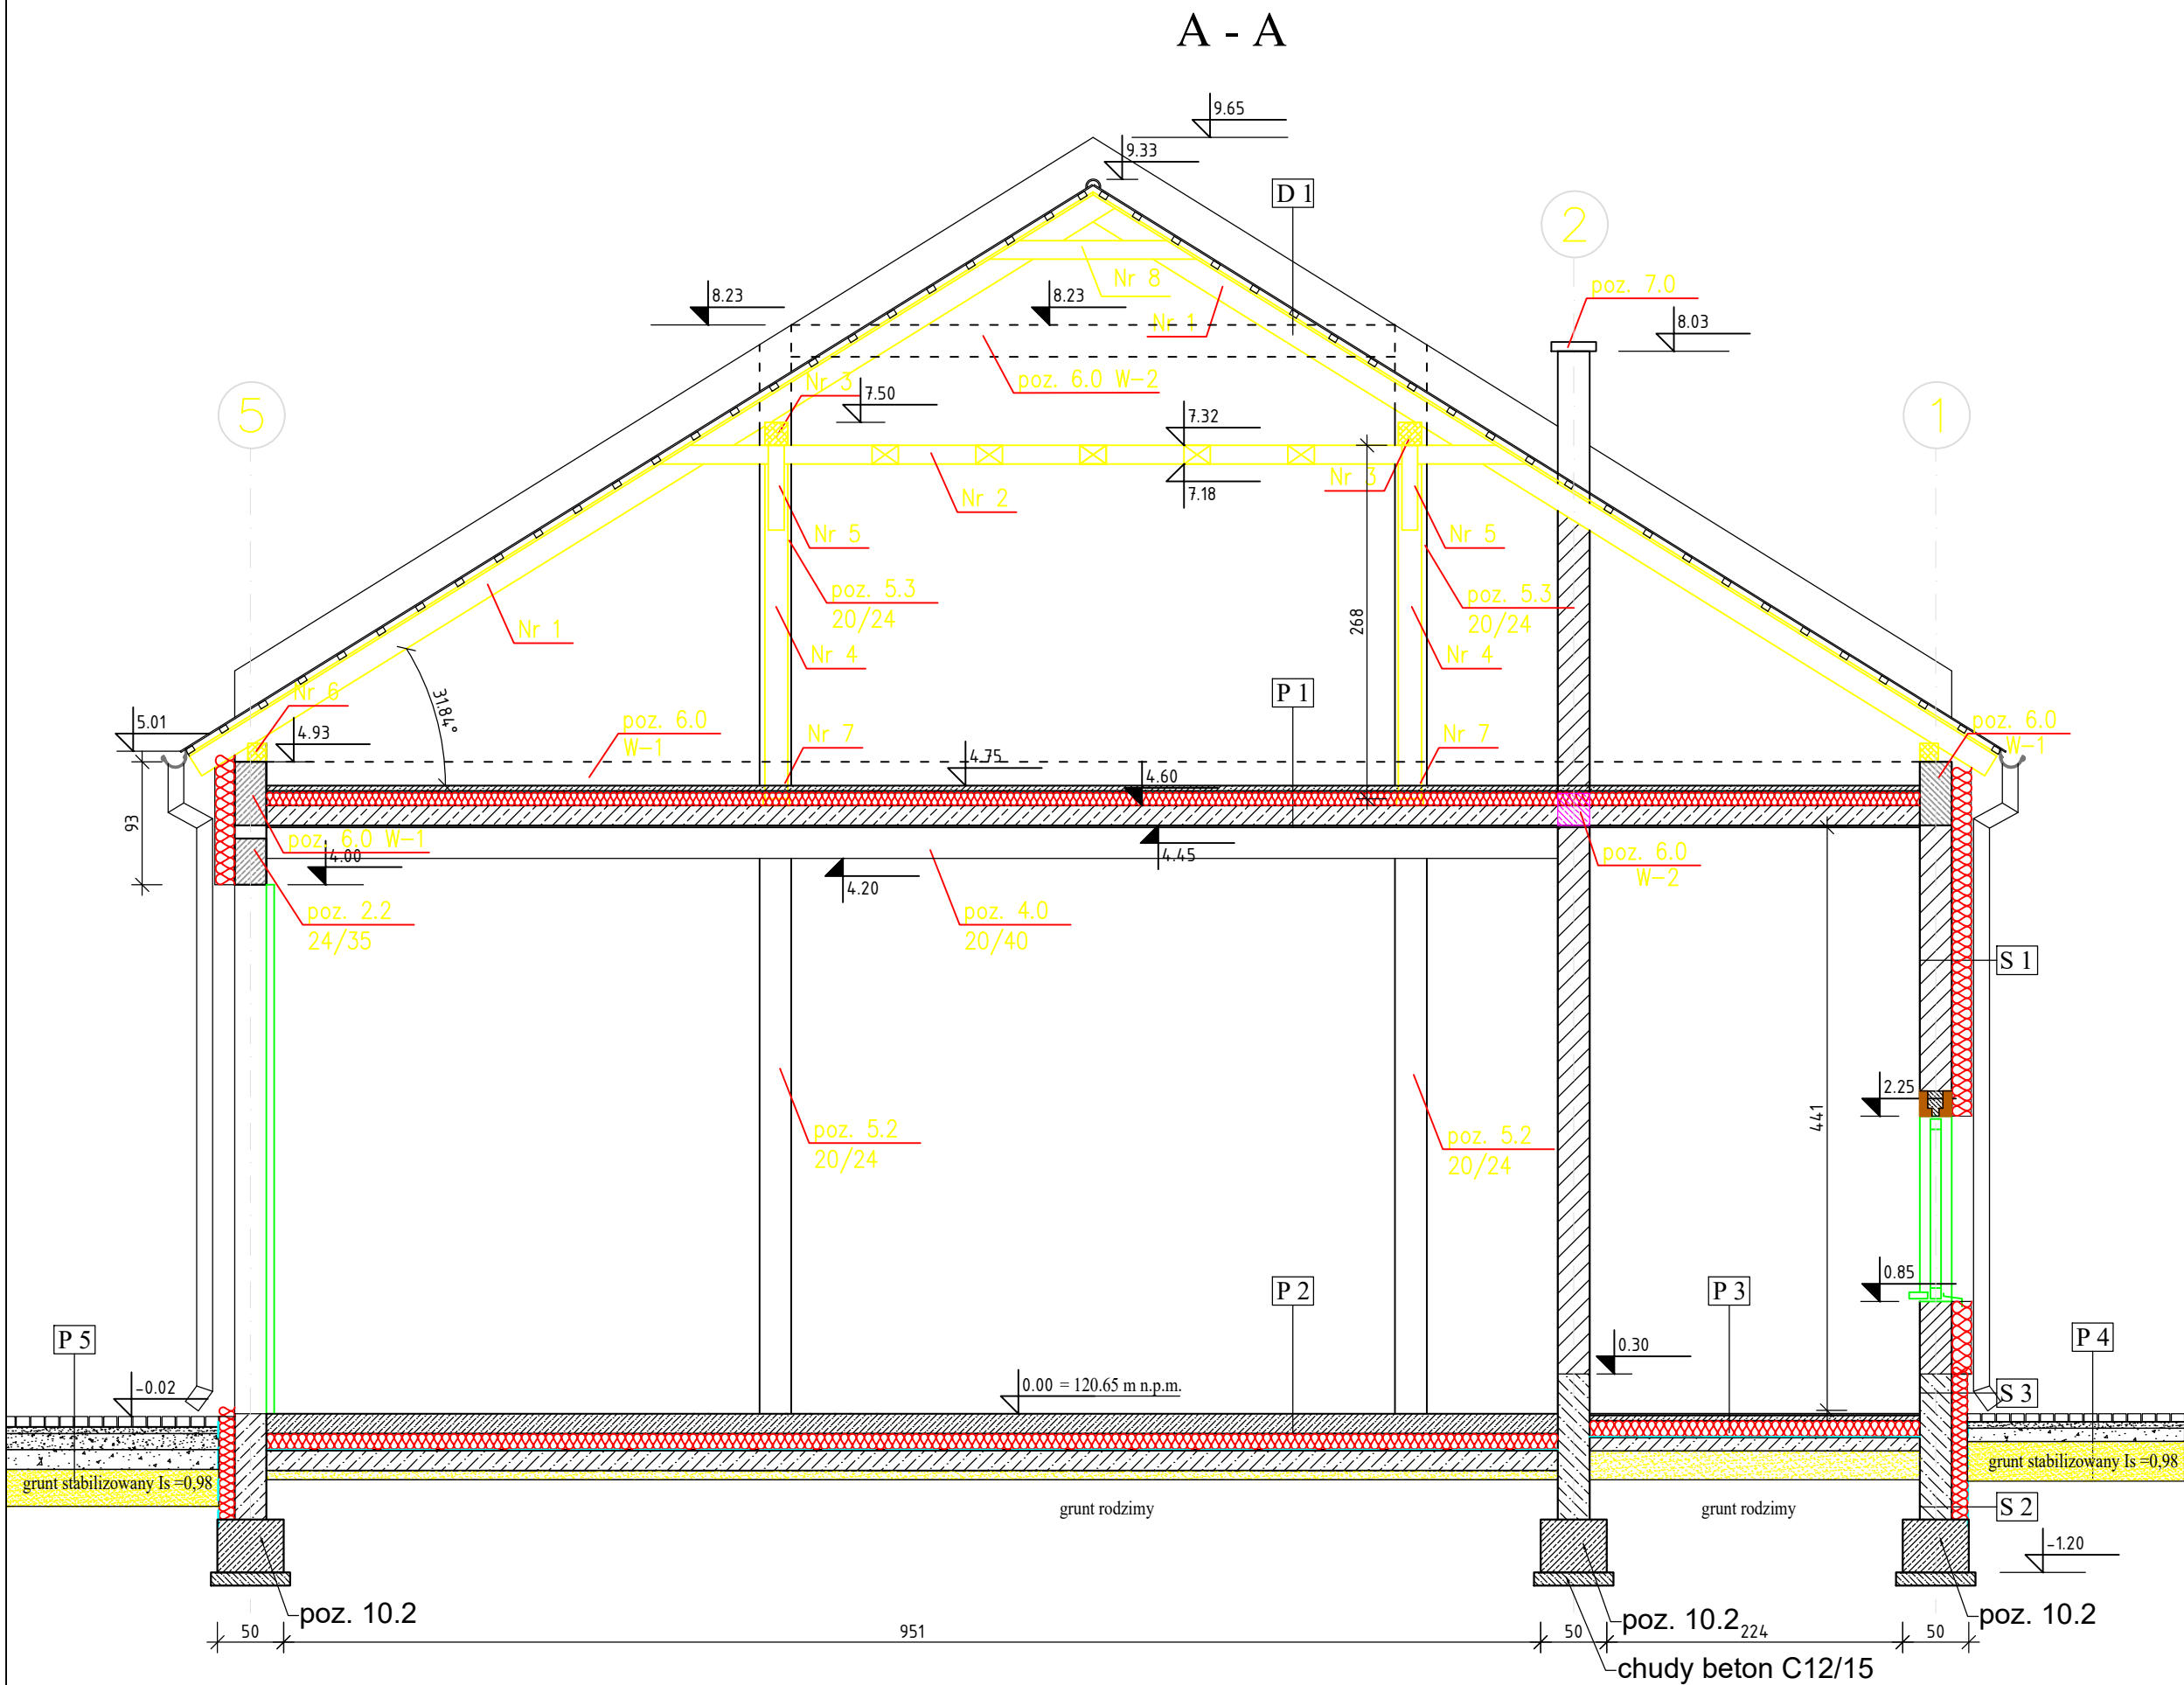 A - A
9.65
9.33
D 1
2
Nr 8
poz. 7.0
8.23
8.23
Nr 1
8.03
Nr 3
poz. 6.0 W-2
7.50
5
1
7.32
Nr 3
7.18
Nr 2
Nr 5
Nr 5
poz. 5.3
20/24
poz. 5.3
20/24
268
Nr 1
Nr 4
Nr 4
31.84°
Nr 6
P 1
5.01
4.93
poz. 6.0
W-1
Nr 7
Nr 7
poz. 6.0
W-1
4.75
4.60
93
poz. 6.0 W-1
4.00
4.45
4.20
poz. 6.0
W-2
poz. 2.2
24/35
poz. 4.0
20/40
S 1
2.25
441
poz. 5.2
20/24
poz. 5.2
20/24
0.85
P 2
P 3
P 5
P 4
0.30
-0.02
0.00 = 120.65 m n.p.m.
S 3
grunt stabilizowany Is =0,98
grunt stabilizowany Is =0,98
grunt rodzimy
grunt rodzimy
S 2
-1.20
poz. 10.2
poz. 10.2
poz. 10.2
50
951
50
224
50
chudy beton C12/15